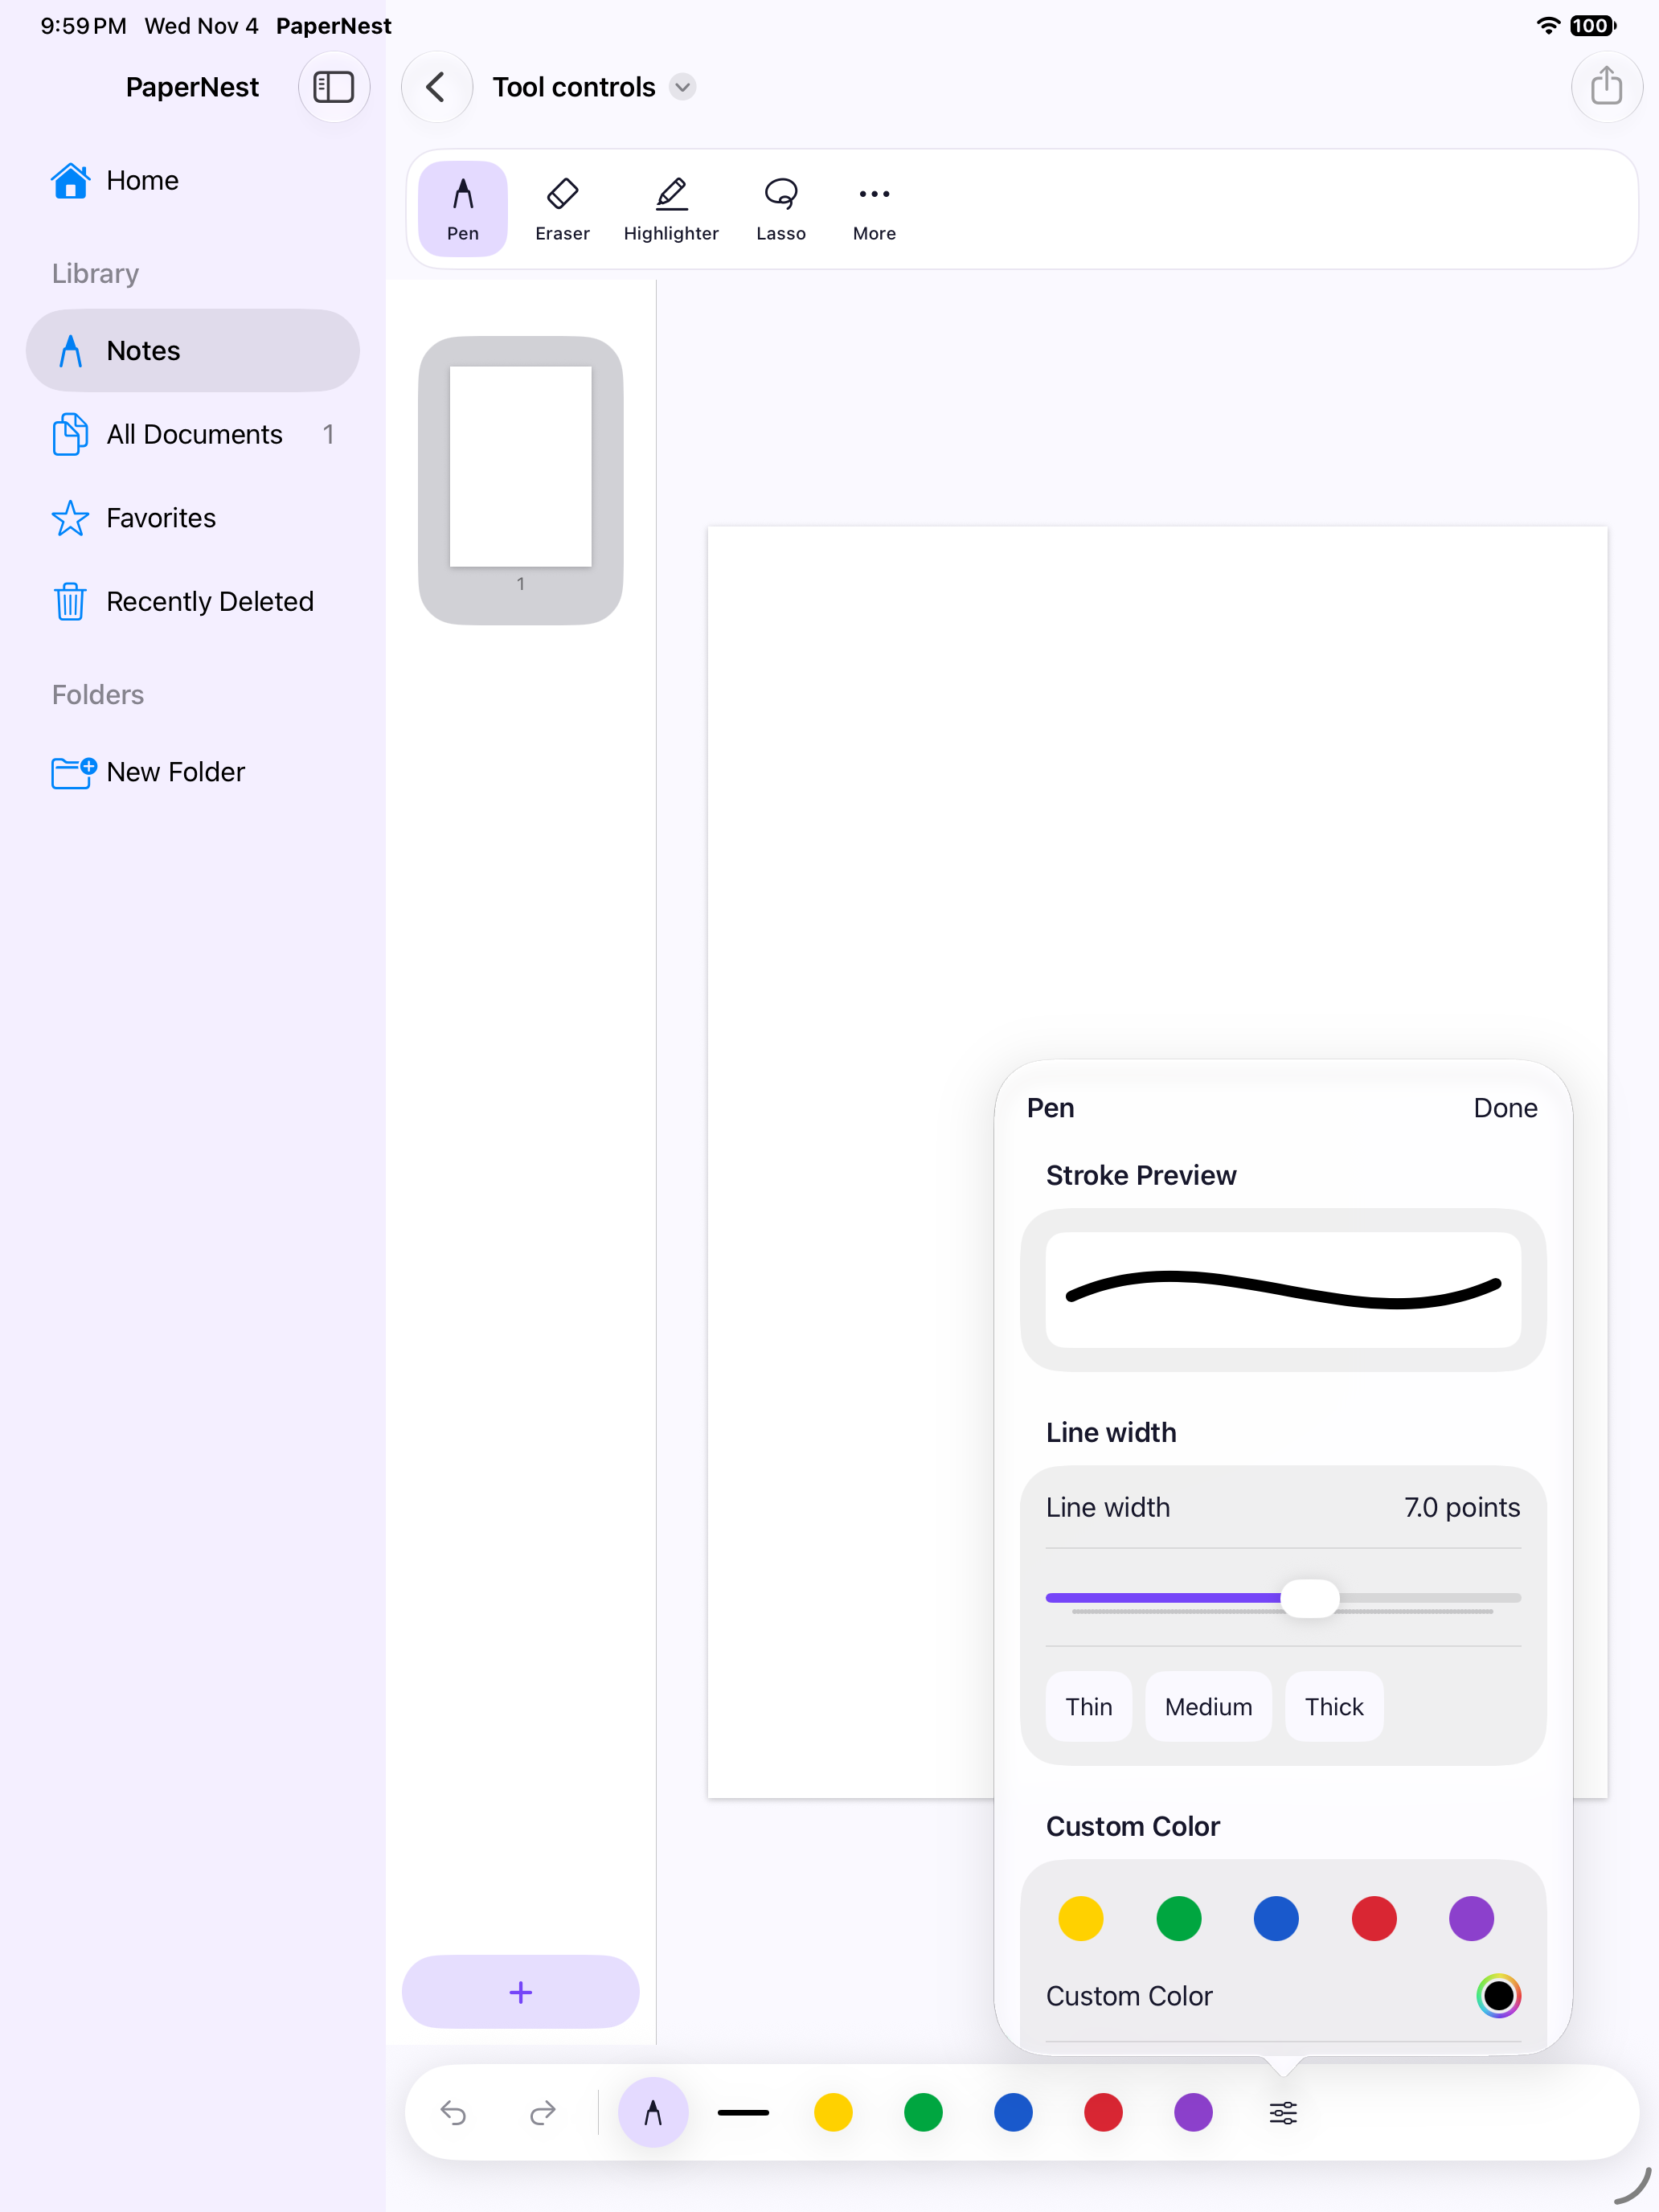 9:59 PM Wed Nov 4 PaperNest
100
PaperNest
Tool controls
Home
Library
Notes
All Documents 1
Favorites
Recently Deleted
Folders
New Folder
Pen
Eraser
Highlighter
Lasso
More
1
Pen
Done
Stroke Preview
Line width
Line width 7.0 points
Thin
Medium
Thick
Custom Color
Custom Color